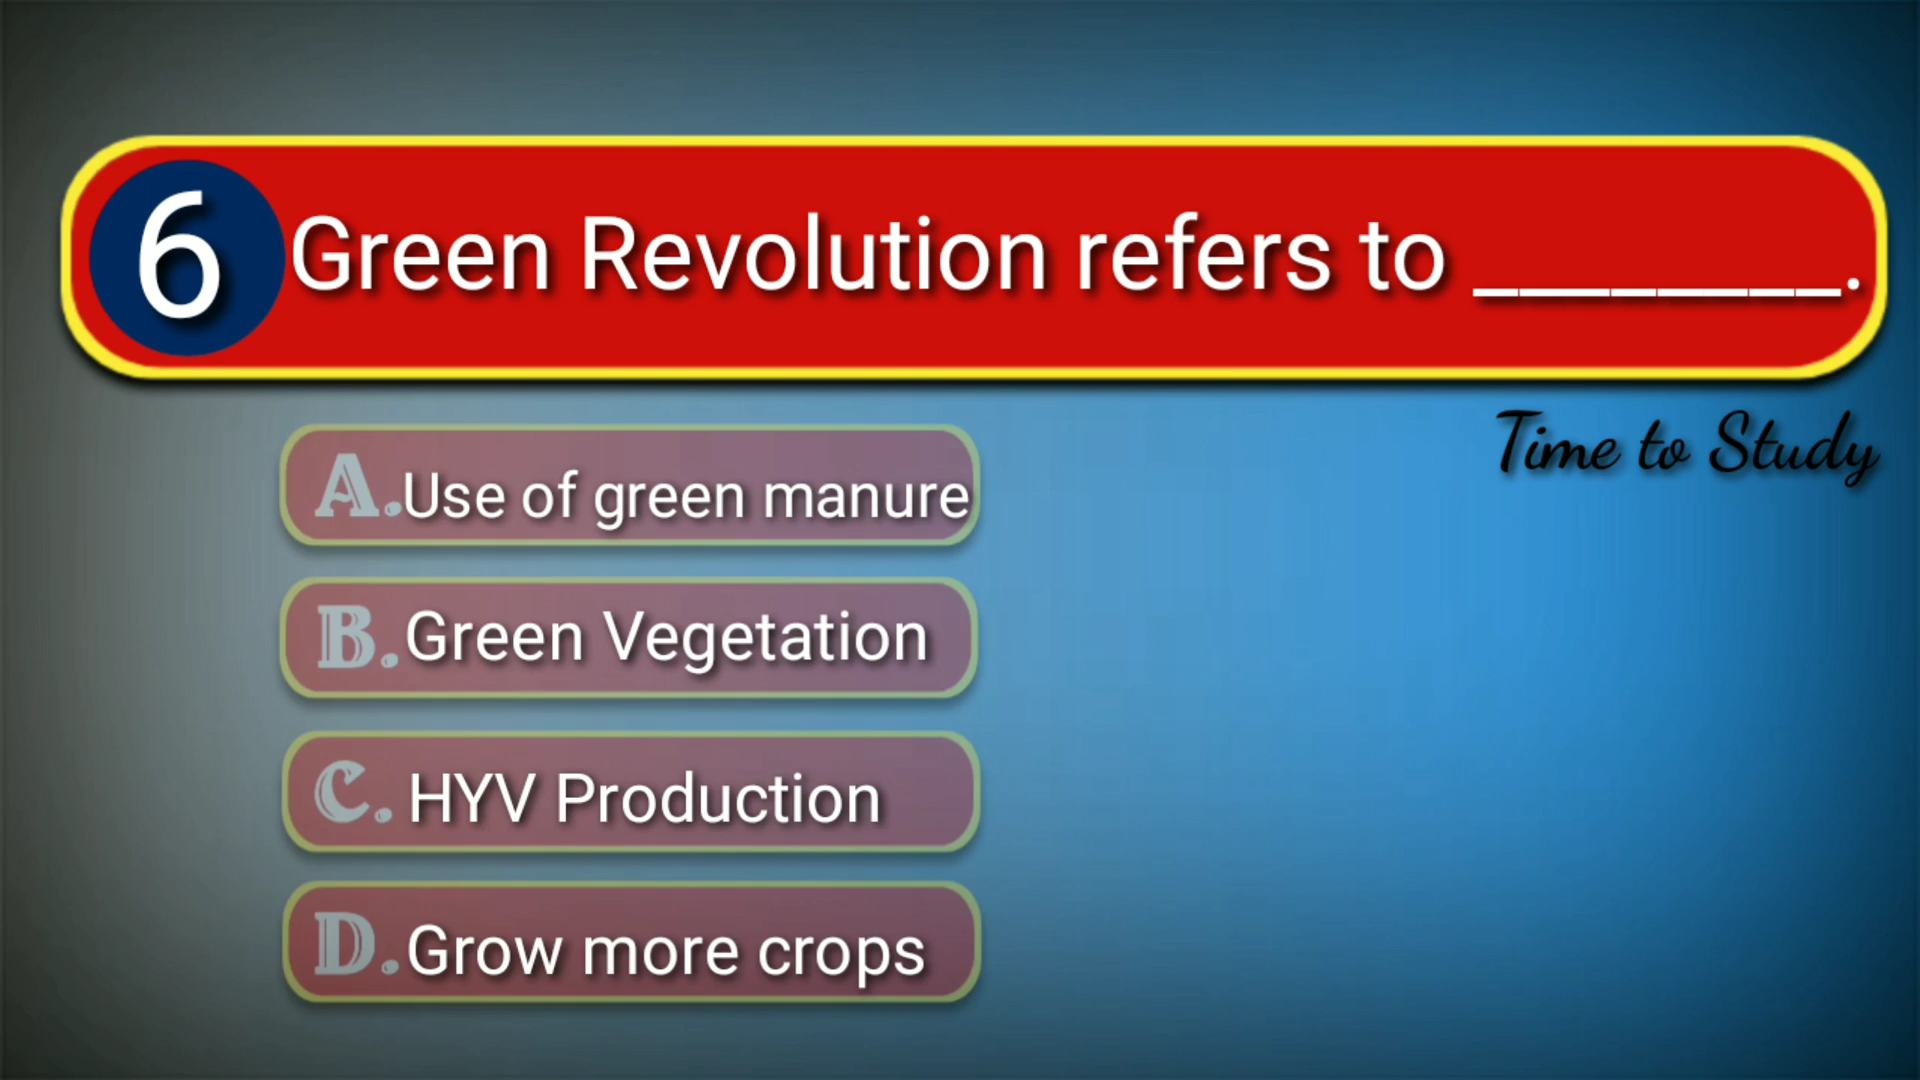 6 Green Revolution refers to ________.
Time to Study
A. Use of green manure
B. Green Vegetation
C. HYV Production
D. Grow more crops